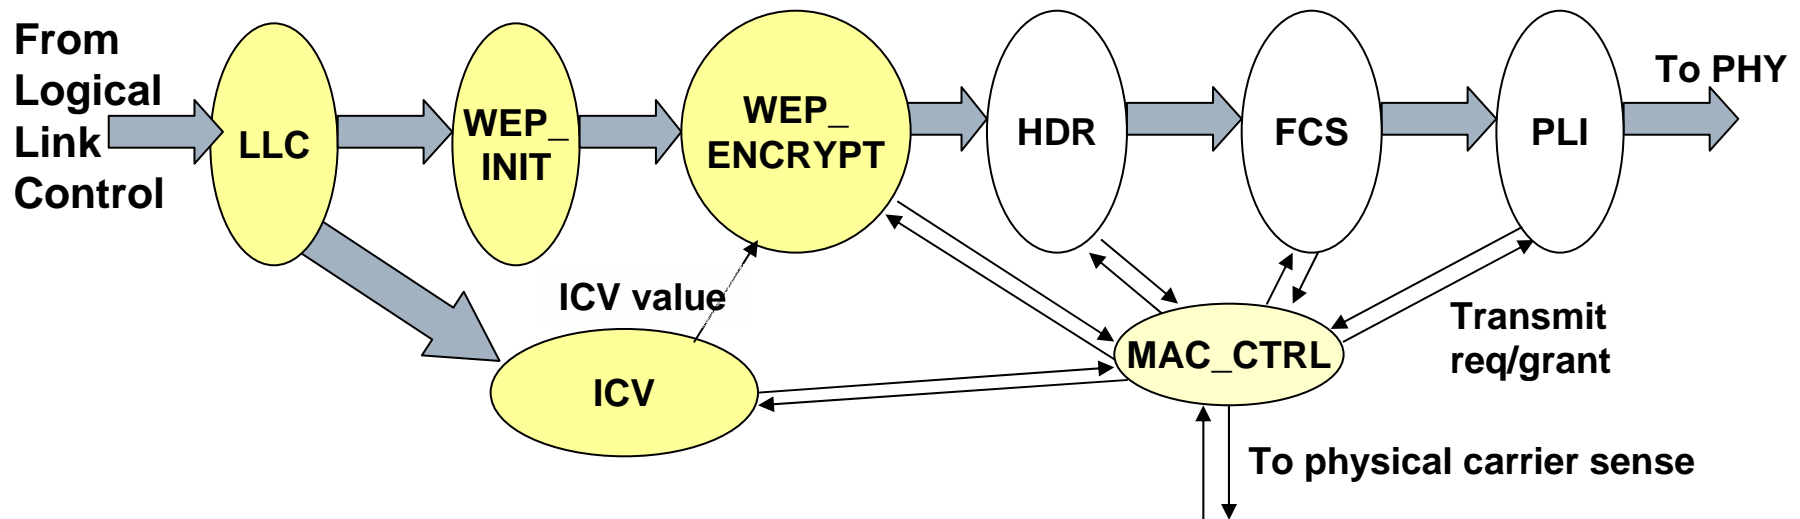 From
Logical
Link
Control
LLC
WEP_
INIT
WEP_
ENCRYPT
HDR
FCS
PLI
To PHY
ICV value
ICV
MAC_CTRL
Transmit
req/grant
To physical carrier sense